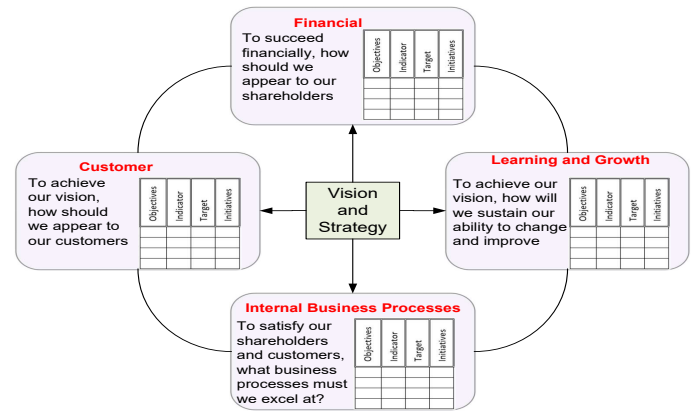 Financial
To succeed
financially, how
should we
appear to our
shareholders
Objectives
Indicator
Target
Initiatives
Customer
To achieve
our vision,
how should
we appear to
our customers
Objectives
Indicator
Target
Initiatives
Vision
and
Strategy
Learning and Growth
To achieve our
vision, how will
we sustain our
ability to change
and improve
Objectives
Indicator
Target
Initiatives
Internal Business Processes
To satisfy our
shareholders
and customers,
what business
processes must
we excel at?
Objectives
Indicator
Target
Initiatives